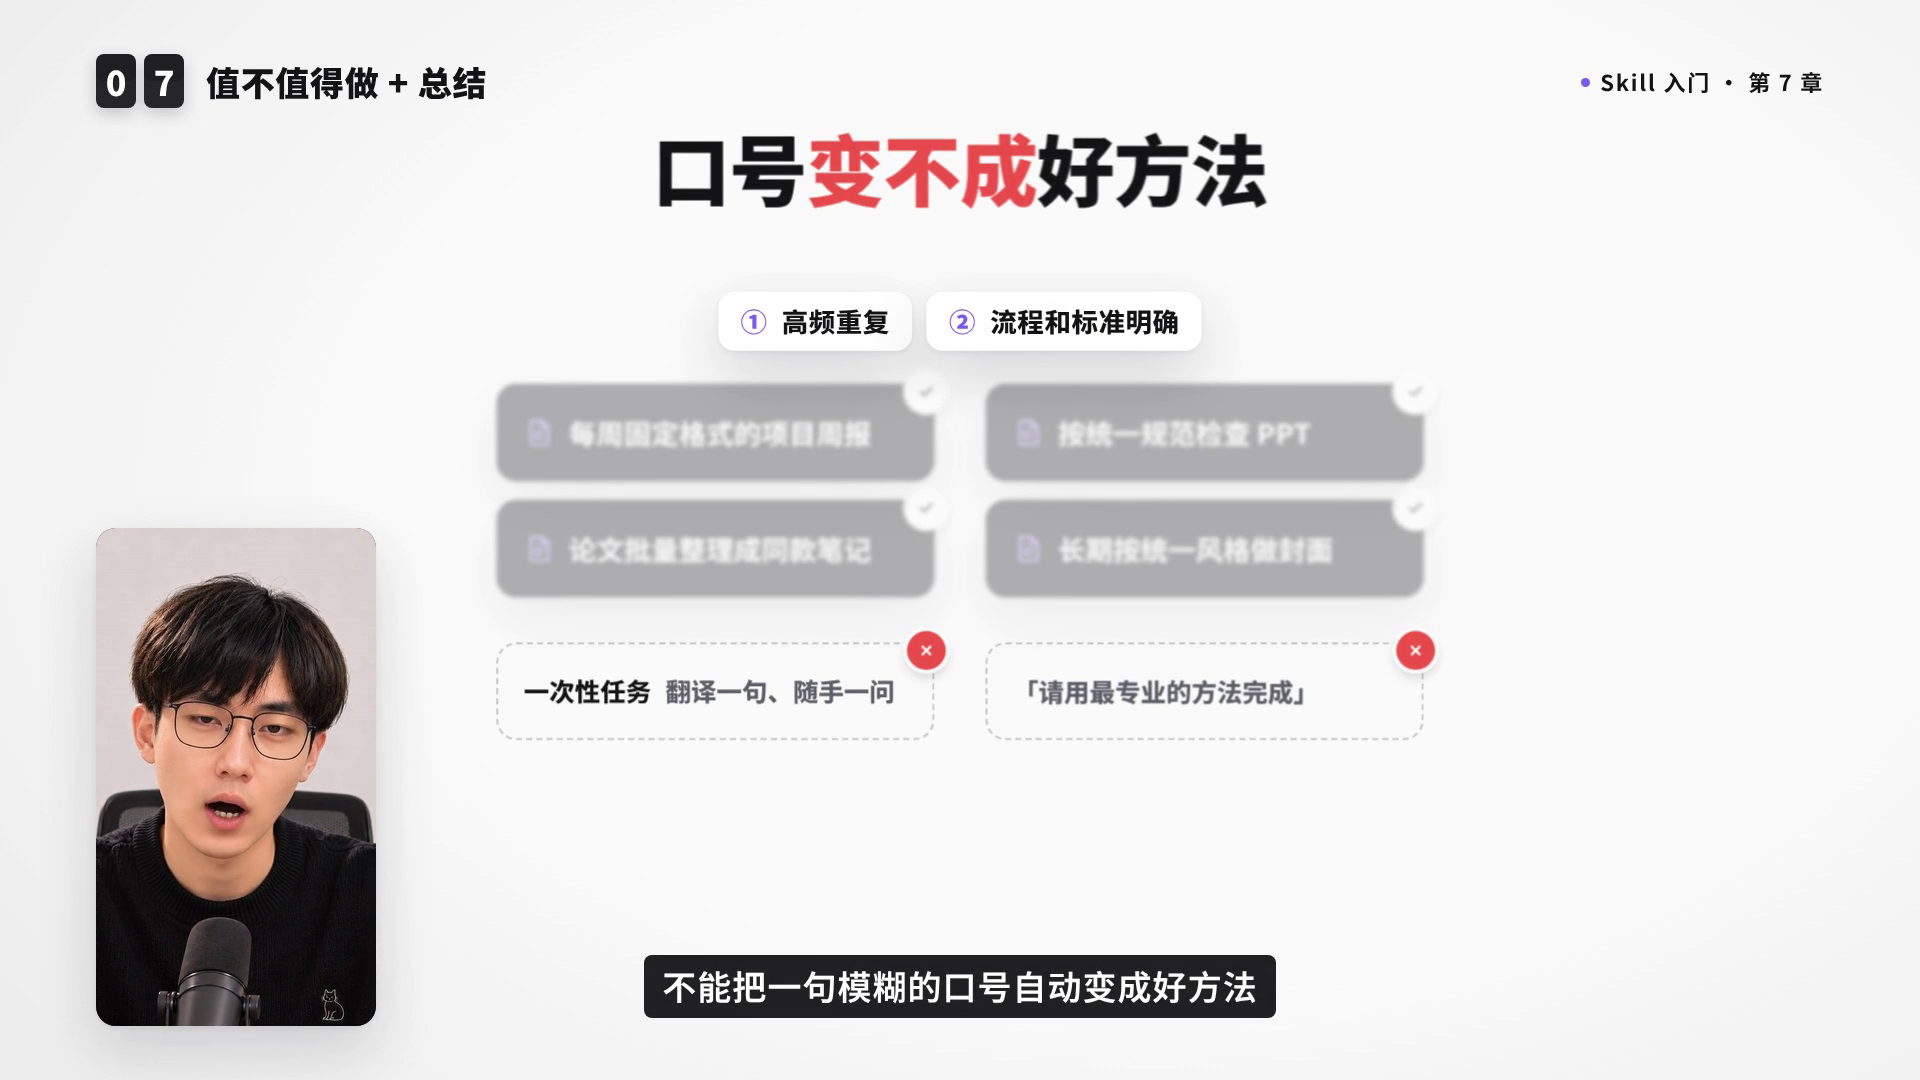 07 值不值得做 + 总结
Skill 入门 · 第 7 章
口号变不成好方法
① 高频重复
② 流程和标准明确
每周固定格式的项目周报
按统一规范检查 PPT
论文批量整理成同款笔记
长期按统一风格做封面
一次性任务 翻译一句、随手一问
「请用最专业的方法完成」
不能把一句模糊的口号自动变成好方法